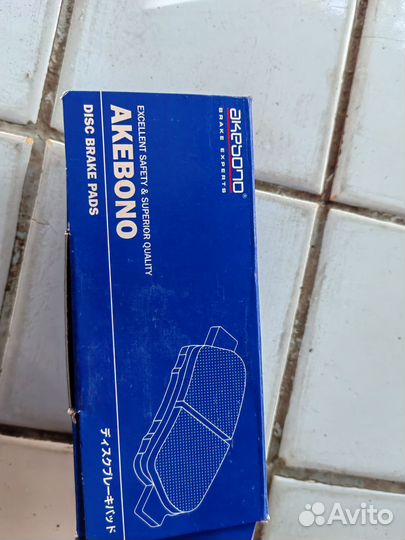 akebono®
BRAKE EXPERTS
EXCELLENT SAFETY & SUPERIOR QUALITY
AKEBONO
DISC BRAKE PADS
ディスクブレーキパッド
Avito